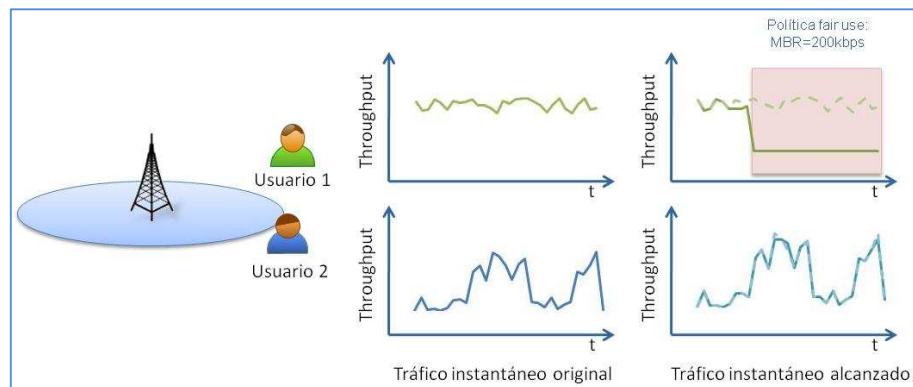 Política fair use:
MBR=200kbps
Throughput
t
Throughput
t
Usuario 1
Usuario 2
Throughput
t
Throughput
t
Tráfico instantáneo original
Tráfico instantáneo alcanzado